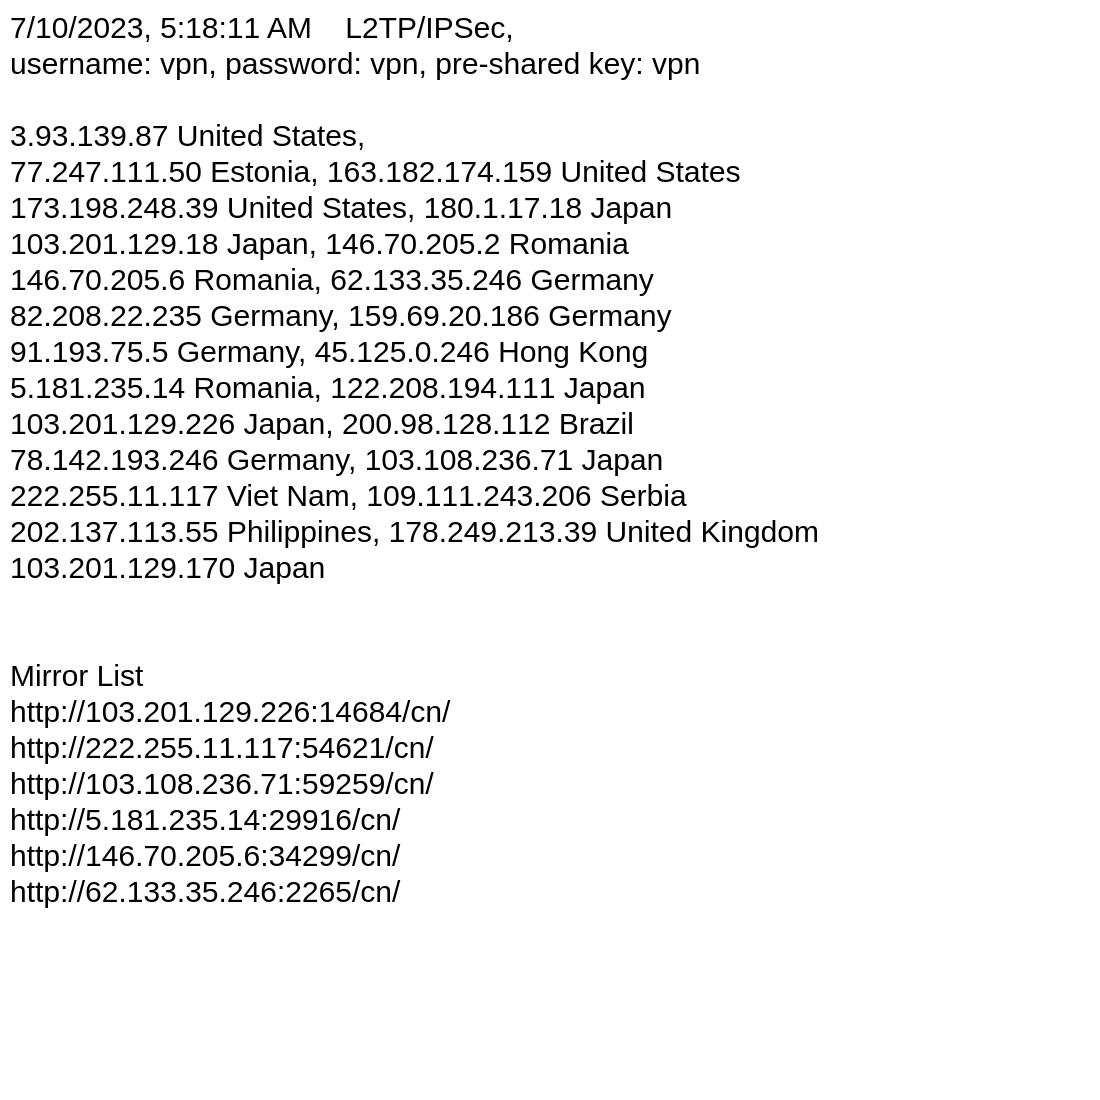 7/10/2023, 5:18:11 AM    L2TP/IPSec,
username: vpn, password: vpn, pre-shared key: vpn
3.93.139.87 United States,
77.247.111.50 Estonia, 163.182.174.159 United States
173.198.248.39 United States, 180.1.17.18 Japan
103.201.129.18 Japan, 146.70.205.2 Romania
146.70.205.6 Romania, 62.133.35.246 Germany
82.208.22.235 Germany, 159.69.20.186 Germany
91.193.75.5 Germany, 45.125.0.246 Hong Kong
5.181.235.14 Romania, 122.208.194.111 Japan
103.201.129.226 Japan, 200.98.128.112 Brazil
78.142.193.246 Germany, 103.108.236.71 Japan
222.255.11.117 Viet Nam, 109.111.243.206 Serbia
202.137.113.55 Philippines, 178.249.213.39 United Kingdom
103.201.129.170 Japan
Mirror List
http://103.201.129.226:14684/cn/
http://222.255.11.117:54621/cn/
http://103.108.236.71:59259/cn/
http://5.181.235.14:29916/cn/
http://146.70.205.6:34299/cn/
http://62.133.35.246:2265/cn/